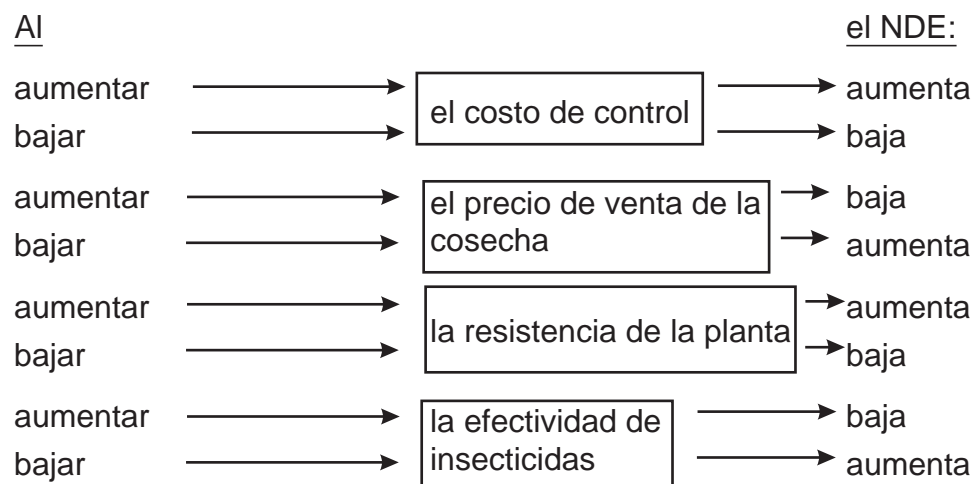 Al el NDE:
aumentar el costo de control aumenta
bajar baja
aumentar el precio de venta de la baja
bajar cosecha aumenta
aumentar la resistencia de la planta aumenta
bajar baja
aumentar la efectividad de baja
bajar insecticidas aumenta